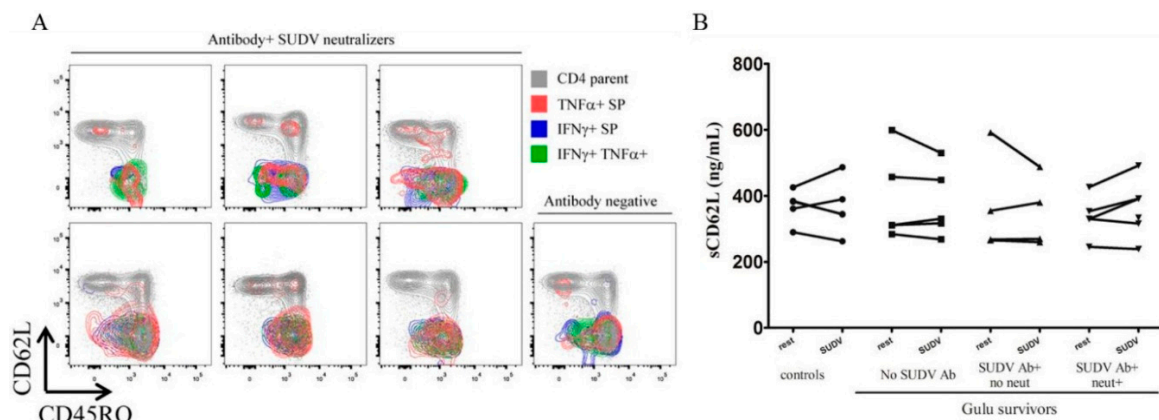 A
Antibody+ SUDV neutralizers
CD4 parent
TNFα+ SP
IFNγ+ SP
IFNγ+ TNFα+
Antibody negative
CD62L
CD45RO
B
sCD62L (ng/mL)
800
600
400
200
0
rest SUDV rest SUDV rest SUDV rest SUDV
controls
No SUDV Ab
SUDV Ab+
no neut
SUDV Ab+
neut+
Gulu survivors